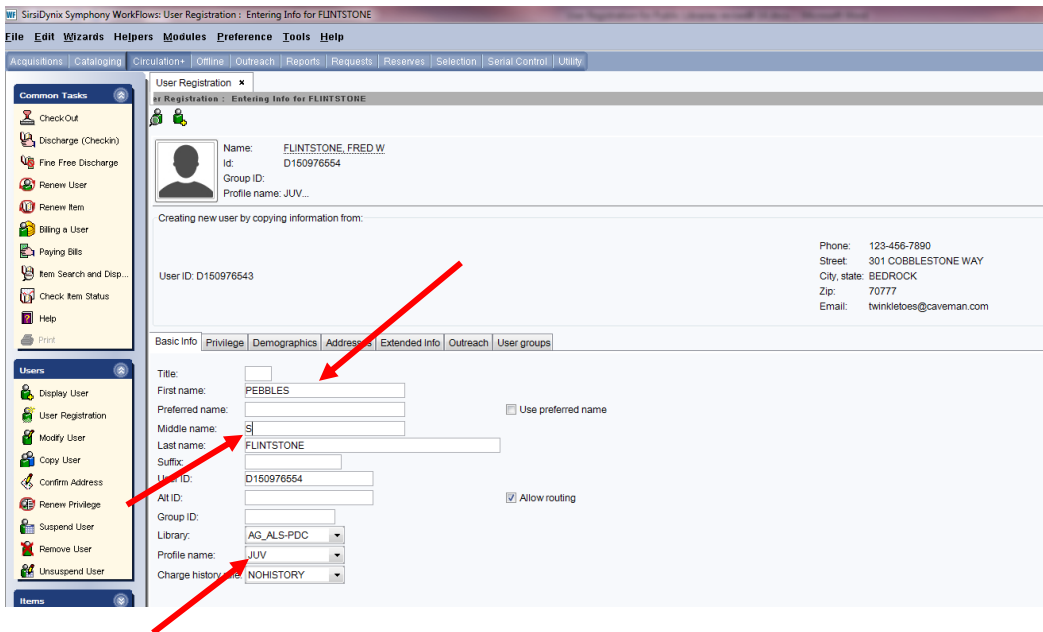 WF SirsiDynix Symphony WorkFlows: User Registration : Entering Info for FLINTSTONE
File Edit Wizards Helpers Modules Preference Tools Help
Acquisitions Cataloging Circulation+ Offline Outreach Reports Requests Reserves Selection Serial Control Utility
Common Tasks
CheckOut
Discharge (Checkin)
Fine Free Discharge
Renew User
Renew Item
Billing a User
Paying Bills
Item Search and Disp...
Check Item Status
Help
Print
Users
Display User
User Registration
Modify User
Copy User
Confirm Address
Renew Privilege
Suspend User
Remove User
Unsuspend User
Items
User Registration ×
er Registration : Entering Info for FLINTSTONE
Name: FLINTSTONE, FRED W
Id: D150976554
Group ID:
Profile name: JUV...
Creating new user by copying information from:
User ID: D150976543
Phone: 123-456-7890
Street: 301 COBBLESTONE WAY
City, state: BEDROCK
Zip: 70777
Email: twinkletoes@caveman.com
Basic Info Privilege Demographics Addresses Extended Info Outreach User groups
Title:
First name: PEBBLES
Preferred name: Use preferred name
Middle name: S
Last name: FLINTSTONE
Suffix:
User ID: D150976554
Alt ID: Allow routing
Group ID:
Library: AG_ALS-PDC
Profile name: JUV
Charge history rule: NOHISTORY